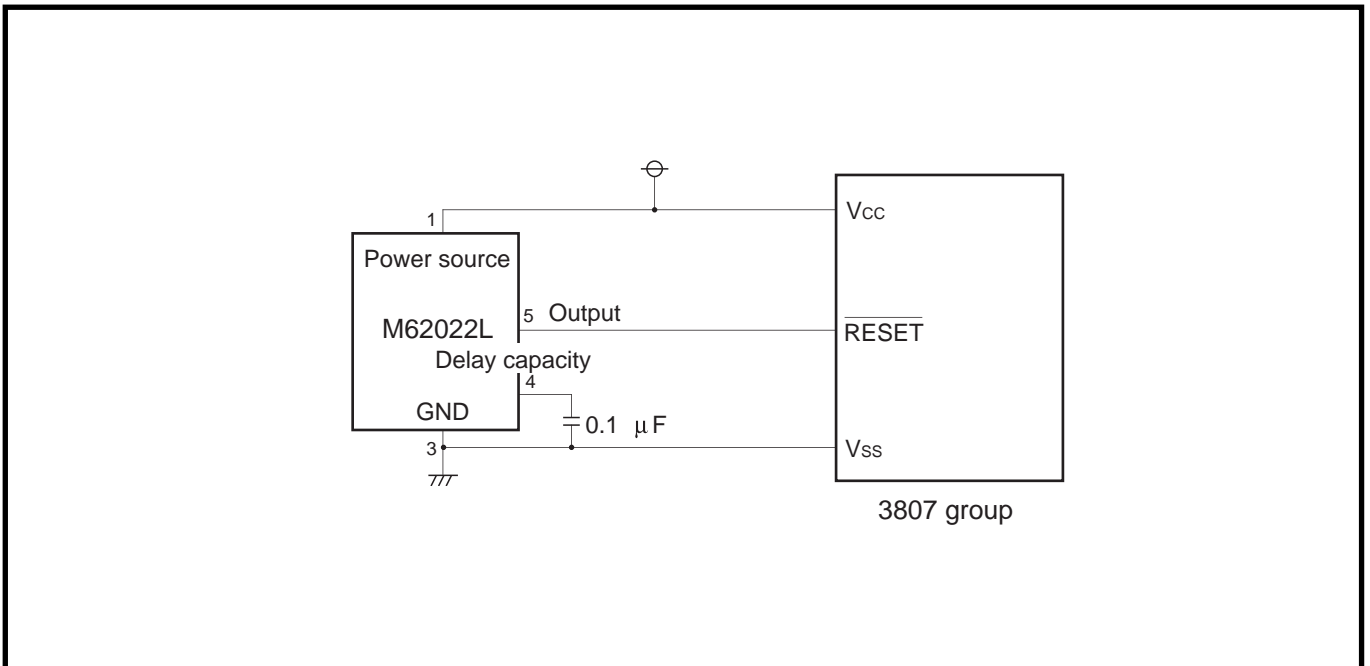 1
Vcc
Power source
5 Output
M62022L
RESET
Delay capacity
4
GND
0.1 μF
3
Vss
3807 group